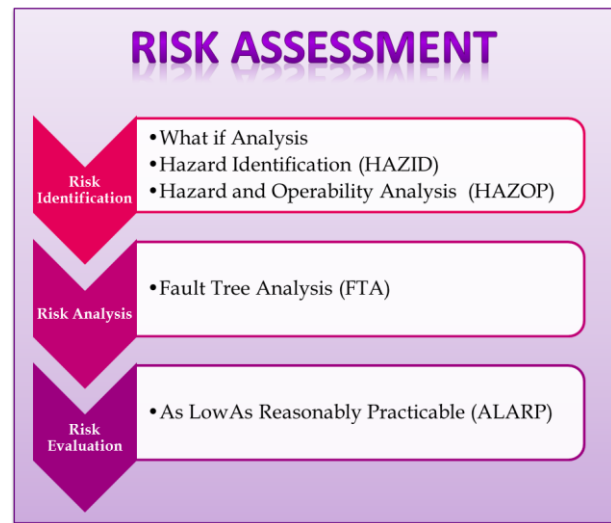 RISK ASSESSMENT
Risk
Identification
•What if Analysis
•Hazard Identification (HAZID)
•Hazard and Operability Analysis (HAZOP)
Risk Analysis
•Fault Tree Analysis (FTA)
Risk
Evaluation
•As LowAs Reasonably Practicable (ALARP)